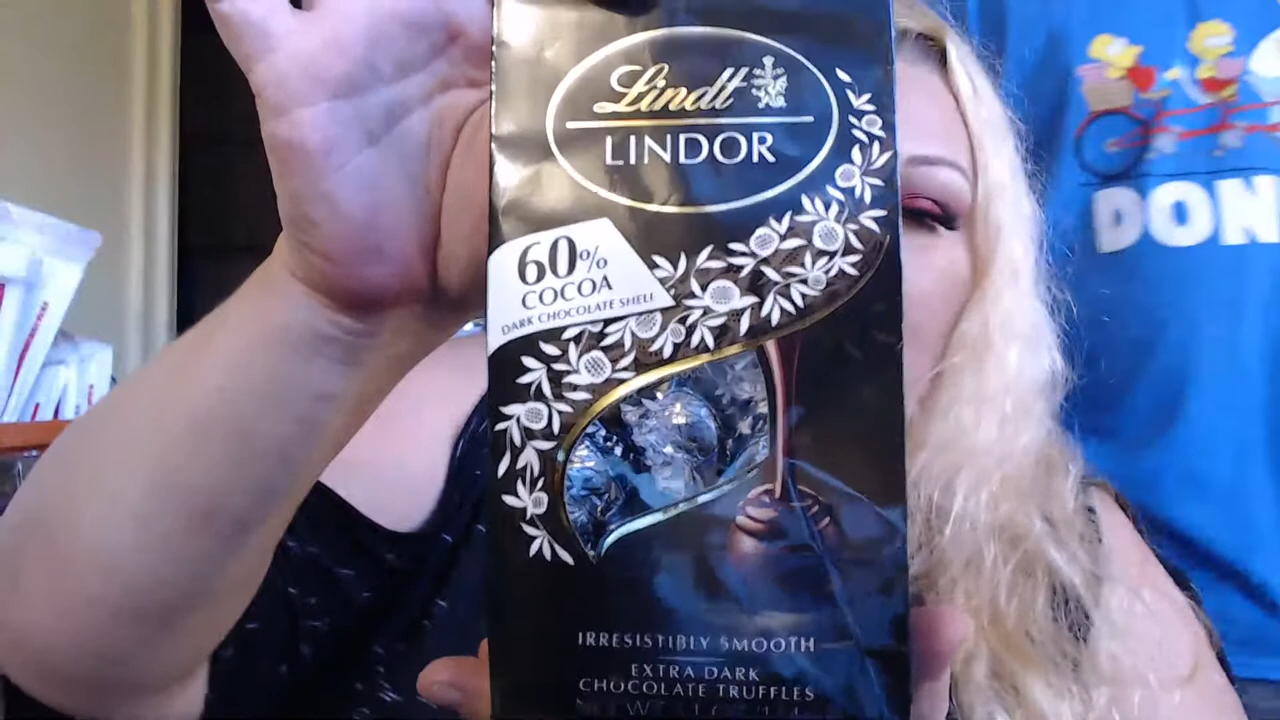 Lindt
LINDOR
60%
COCOA
DARK CHOCOLATE SHELL
DON
IRRESISTIBLY SMOOTH
EXTRA DARK
CHOCOLATE TRUFFLES